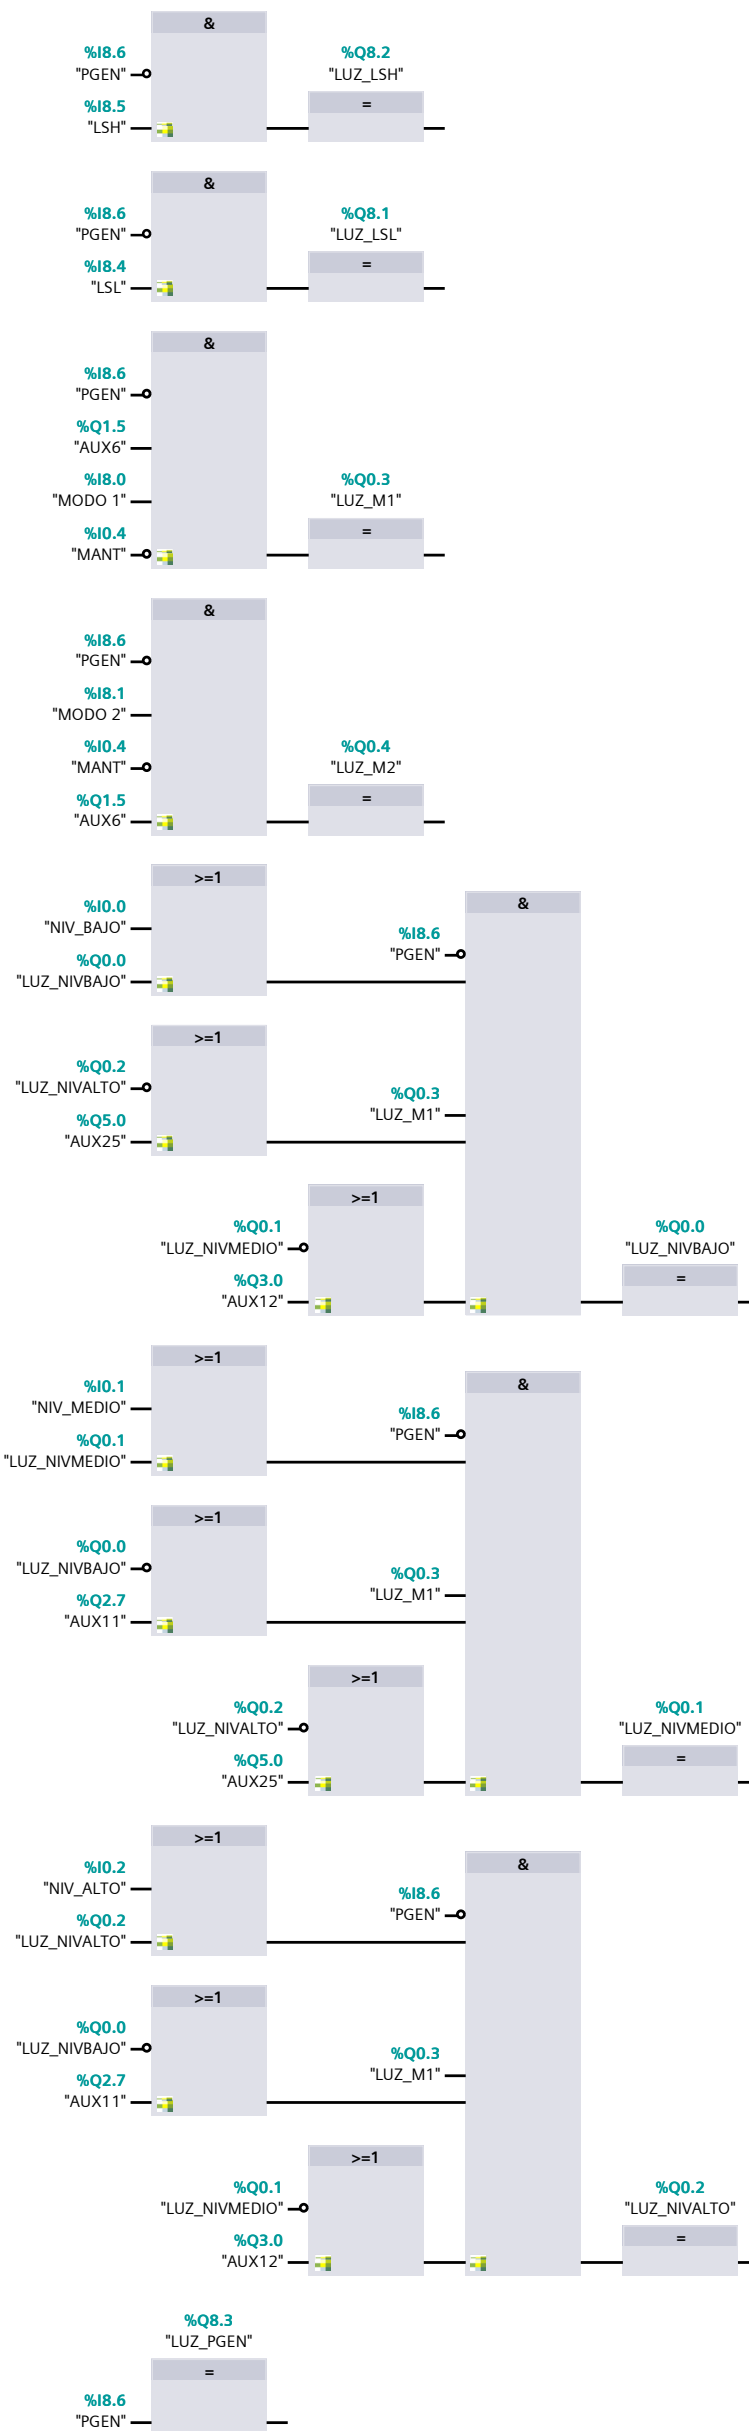 &
%I8.6
"PGEN"
%Q8.2
"LUZ_LSH"
%I8.5
"LSH"
=
&
%I8.6
"PGEN"
%Q8.1
"LUZ_LSL"
%I8.4
"LSL"
=
&
%I8.6
"PGEN"
%Q1.5
"AUX6"
%I8.0
"MODO 1"
%Q0.3
"LUZ_M1"
%I0.4
"MANT"
=
&
%I8.6
"PGEN"
%I8.1
"MODO 2"
%I0.4
"MANT"
%Q0.4
"LUZ_M2"
%Q1.5
"AUX6"
=
>=1
%I0.0
"NIV_BAJO"
%Q0.0
"LUZ_NIVBAJO"
&
%I8.6
"PGEN"
>=1
%Q0.2
"LUZ_NIVALTO"
%Q5.0
"AUX25"
%Q0.3
"LUZ_M1"
>=1
%Q0.1
"LUZ_NIVMEDIO"
%Q3.0
"AUX12"
%Q0.0
"LUZ_NIVBAJO"
=
>=1
%I0.1
"NIV_MEDIO"
%Q0.1
"LUZ_NIVMEDIO"
&
%I8.6
"PGEN"
>=1
%Q0.0
"LUZ_NIVBAJO"
%Q2.7
"AUX11"
%Q0.3
"LUZ_M1"
>=1
%Q0.2
"LUZ_NIVALTO"
%Q5.0
"AUX25"
%Q0.1
"LUZ_NIVMEDIO"
=
>=1
%I0.2
"NIV_ALTO"
%Q0.2
"LUZ_NIVALTO"
&
%I8.6
"PGEN"
>=1
%Q0.0
"LUZ_NIVBAJO"
%Q2.7
"AUX11"
%Q0.3
"LUZ_M1"
>=1
%Q0.1
"LUZ_NIVMEDIO"
%Q3.0
"AUX12"
%Q0.2
"LUZ_NIVALTO"
=
%Q8.3
"LUZ_PGEN"
=
%I8.6
"PGEN"